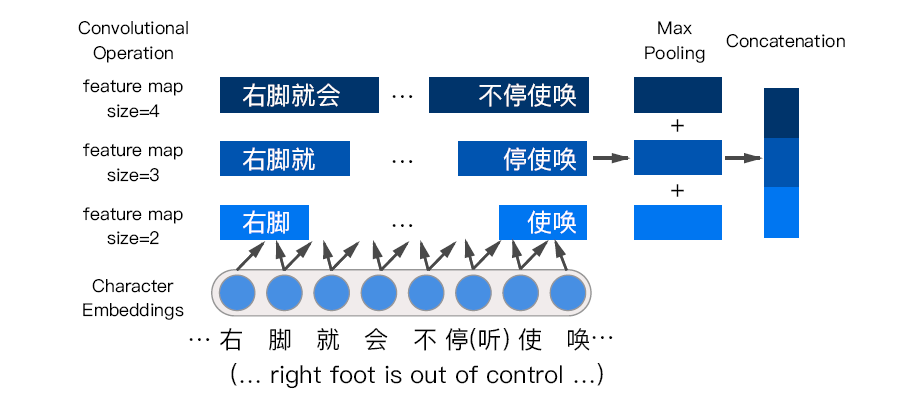 Convolutional
Operation
Max
Pooling
Concatenation
feature map
size=4
右脚就会 … 不停使唤
+
feature map
size=3
右脚就 … 停使唤
+
feature map
size=2
右脚 … 使唤
Character
Embeddings
… 右 脚 就 会 不 停(听) 使 唤…
(... right foot is out of control ...)